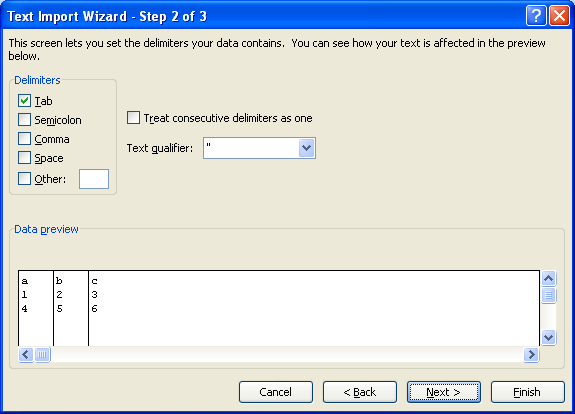 Text Import Wizard - Step 2 of 3
This screen lets you set the delimiters your data contains.  You can see how your text is affected in the preview
below.
Delimiters
Tab
Semicolon
Comma
Space
Other:
Treat consecutive delimiters as one
Text qualifier: "
Data preview
a b c
1 2 3
4 5 6
Cancel < Back Next > Finish